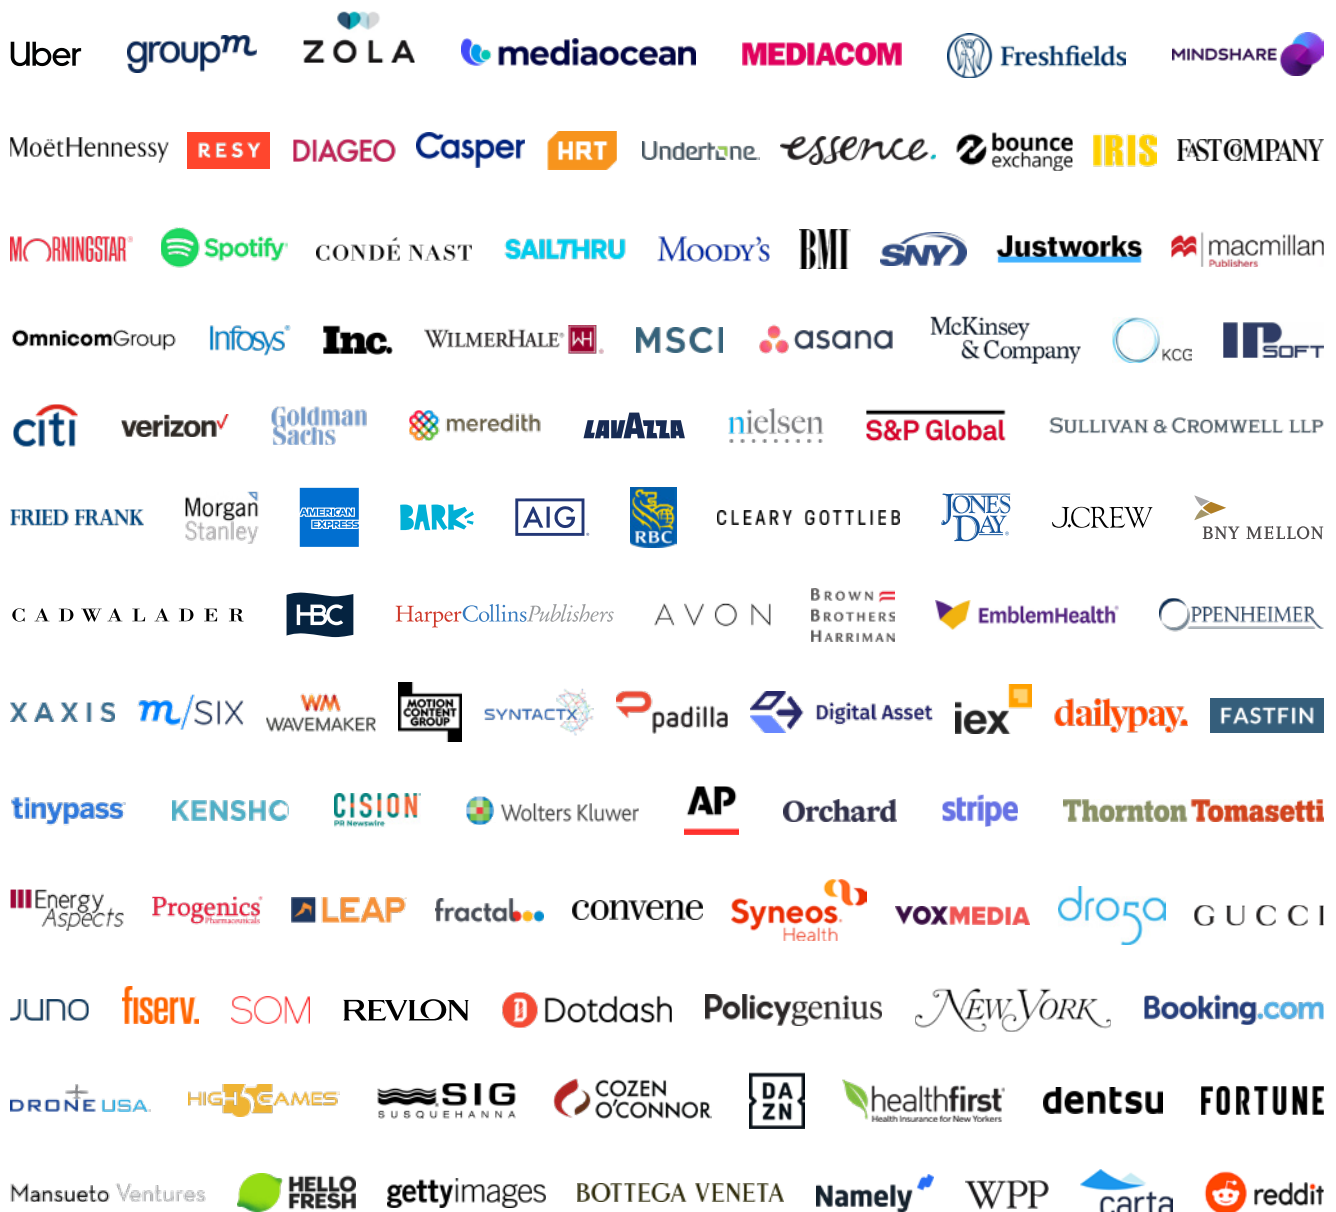 Uber groupm ZOLA mediaocean MEDIACOM Freshfields MINDSHARE
MoëtHennessy RESY DIAGEO Casper HRT Undertone. essence. bounce exchange IRIS FAST COMPANY
MORNINGSTAR Spotify CONDÉ NAST SAILTHRU MOODY'S BMI SNY Justworks macmillan Publishers
OmnicomGroup Infosys Inc. WILMERHALE WH MSCI asana McKinsey & Company KCG IPSOFT
citi verizon Goldman Sachs meredith LAVAZZA nielsen S&P Global SULLIVAN & CROMWELL LLP
FRIED FRANK Morgan Stanley AMERICAN EXPRESS BARK AIG RBC CLEARY GOTTLIEB JONES DAY J.CREW BNY MELLON
CADWALADER HBC HarperCollinsPublishers AVON BROWN BROTHERS HARRIMAN EmblemHealth OPPENHEIMER
XAXIS m/SIX WM WAVEMAKER MOTION CONTENT GROUP SYNTACTX padilla Digital Asset iex dailypay. FASTFIN
tinypass KENSHO CISION PR Newswire Wolters Kluwer AP Orchard stripe Thornton Tomasetti
Energy Aspects Progenics Pharmaceuticals LEAP fractal convene Syneos Health VOXMEDIA droga5 GUCCI
JUNO fiserv. SOM REVLON D Dotdash Policygenius NEW YORK Booking.com
DRONE USA HIGH 5 GAMES SIG SUSQUEHANNA COZEN O'CONNOR DAZN healthfirst Health Insurance for New Yorkers dentsu FORTUNE
Mansueto Ventures HELLO FRESH gettyimages BOTTEGA VENETA Namely WPP carta reddit